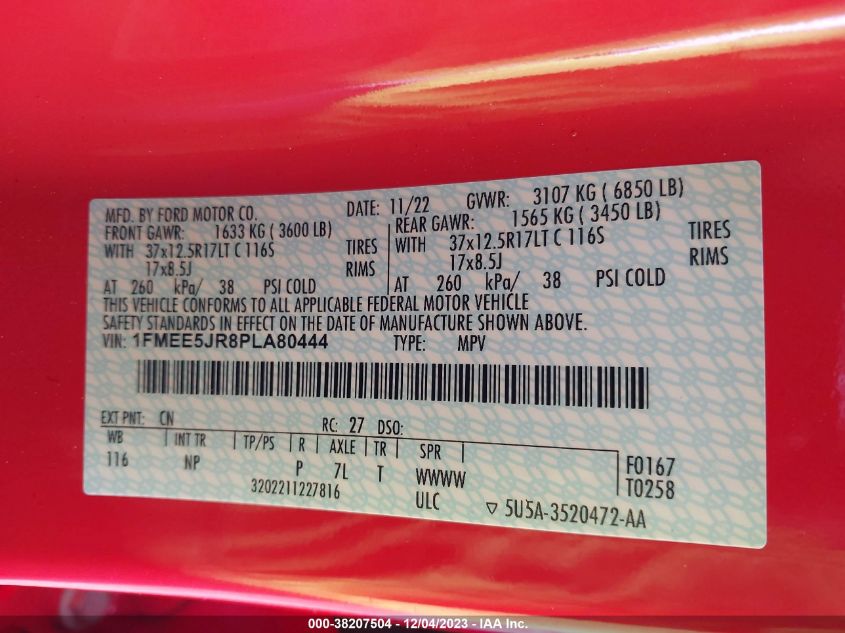 MFD. BY FORD MOTOR CO. DATE: 11/22 GVWR: 3107 KG ( 6850 LB)
FRONT GAWR: 1633 KG ( 3600 LB) REAR GAWR: 1565 KG ( 3450 LB)
WITH 37x12.5R17LT C 116S TIRES WITH 37x12.5R17LT C 116S TIRES
17x8.5J RIMS 17x8.5J RIMS
AT 260 kPa/ 38 PSI COLD AT 260 kPa/ 38 PSI COLD
THIS VEHICLE CONFORMS TO ALL APPLICABLE FEDERAL MOTOR VEHICLE
SAFETY STANDARDS IN EFFECT ON THE DATE OF MANUFACTURE SHOWN ABOVE.
VIN: 1FMEE5JR8PLA80444 TYPE: MPV
EXT PNT: CN RC: 27 DSO:
WB INT TR TP/PS R AXLE TR SPR
116 NP P 7L T WWWW F0167
3202211227816 ULC T0258
▽ 5U5A-3520472-AA
000-38207504 - 12/04/2023 - IAA Inc.